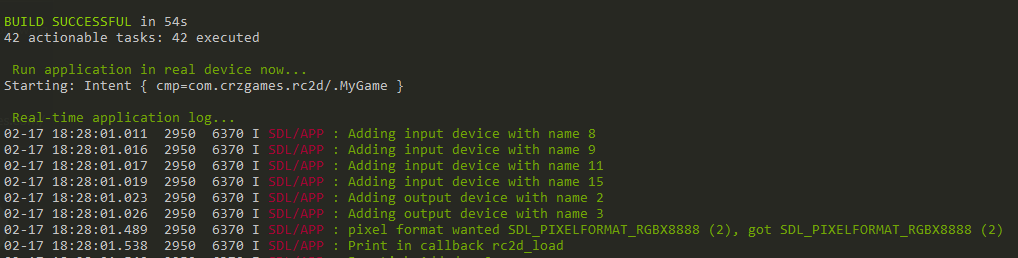 BUILD SUCCESSFUL in 54s
42 actionable tasks: 42 executed
Run application in real device now...
Starting: Intent { cmp=com.crzgames.rc2d/.MyGame }
Real-time application log...
02-17 18:28:01.011  2950  6370 I SDL/APP : Adding input device with name 8
02-17 18:28:01.016  2950  6370 I SDL/APP : Adding input device with name 9
02-17 18:28:01.017  2950  6370 I SDL/APP : Adding input device with name 11
02-17 18:28:01.019  2950  6370 I SDL/APP : Adding input device with name 15
02-17 18:28:01.023  2950  6370 I SDL/APP : Adding output device with name 2
02-17 18:28:01.026  2950  6370 I SDL/APP : Adding output device with name 3
02-17 18:28:01.489  2950  6370 I SDL/APP : pixel format wanted SDL_PIXELFORMAT_RGBX8888 (2), got SDL_PIXELFORMAT_RGBX8888 (2)
02-17 18:28:01.538  2950  6370 I SDL/APP : Print in callback rc2d_load